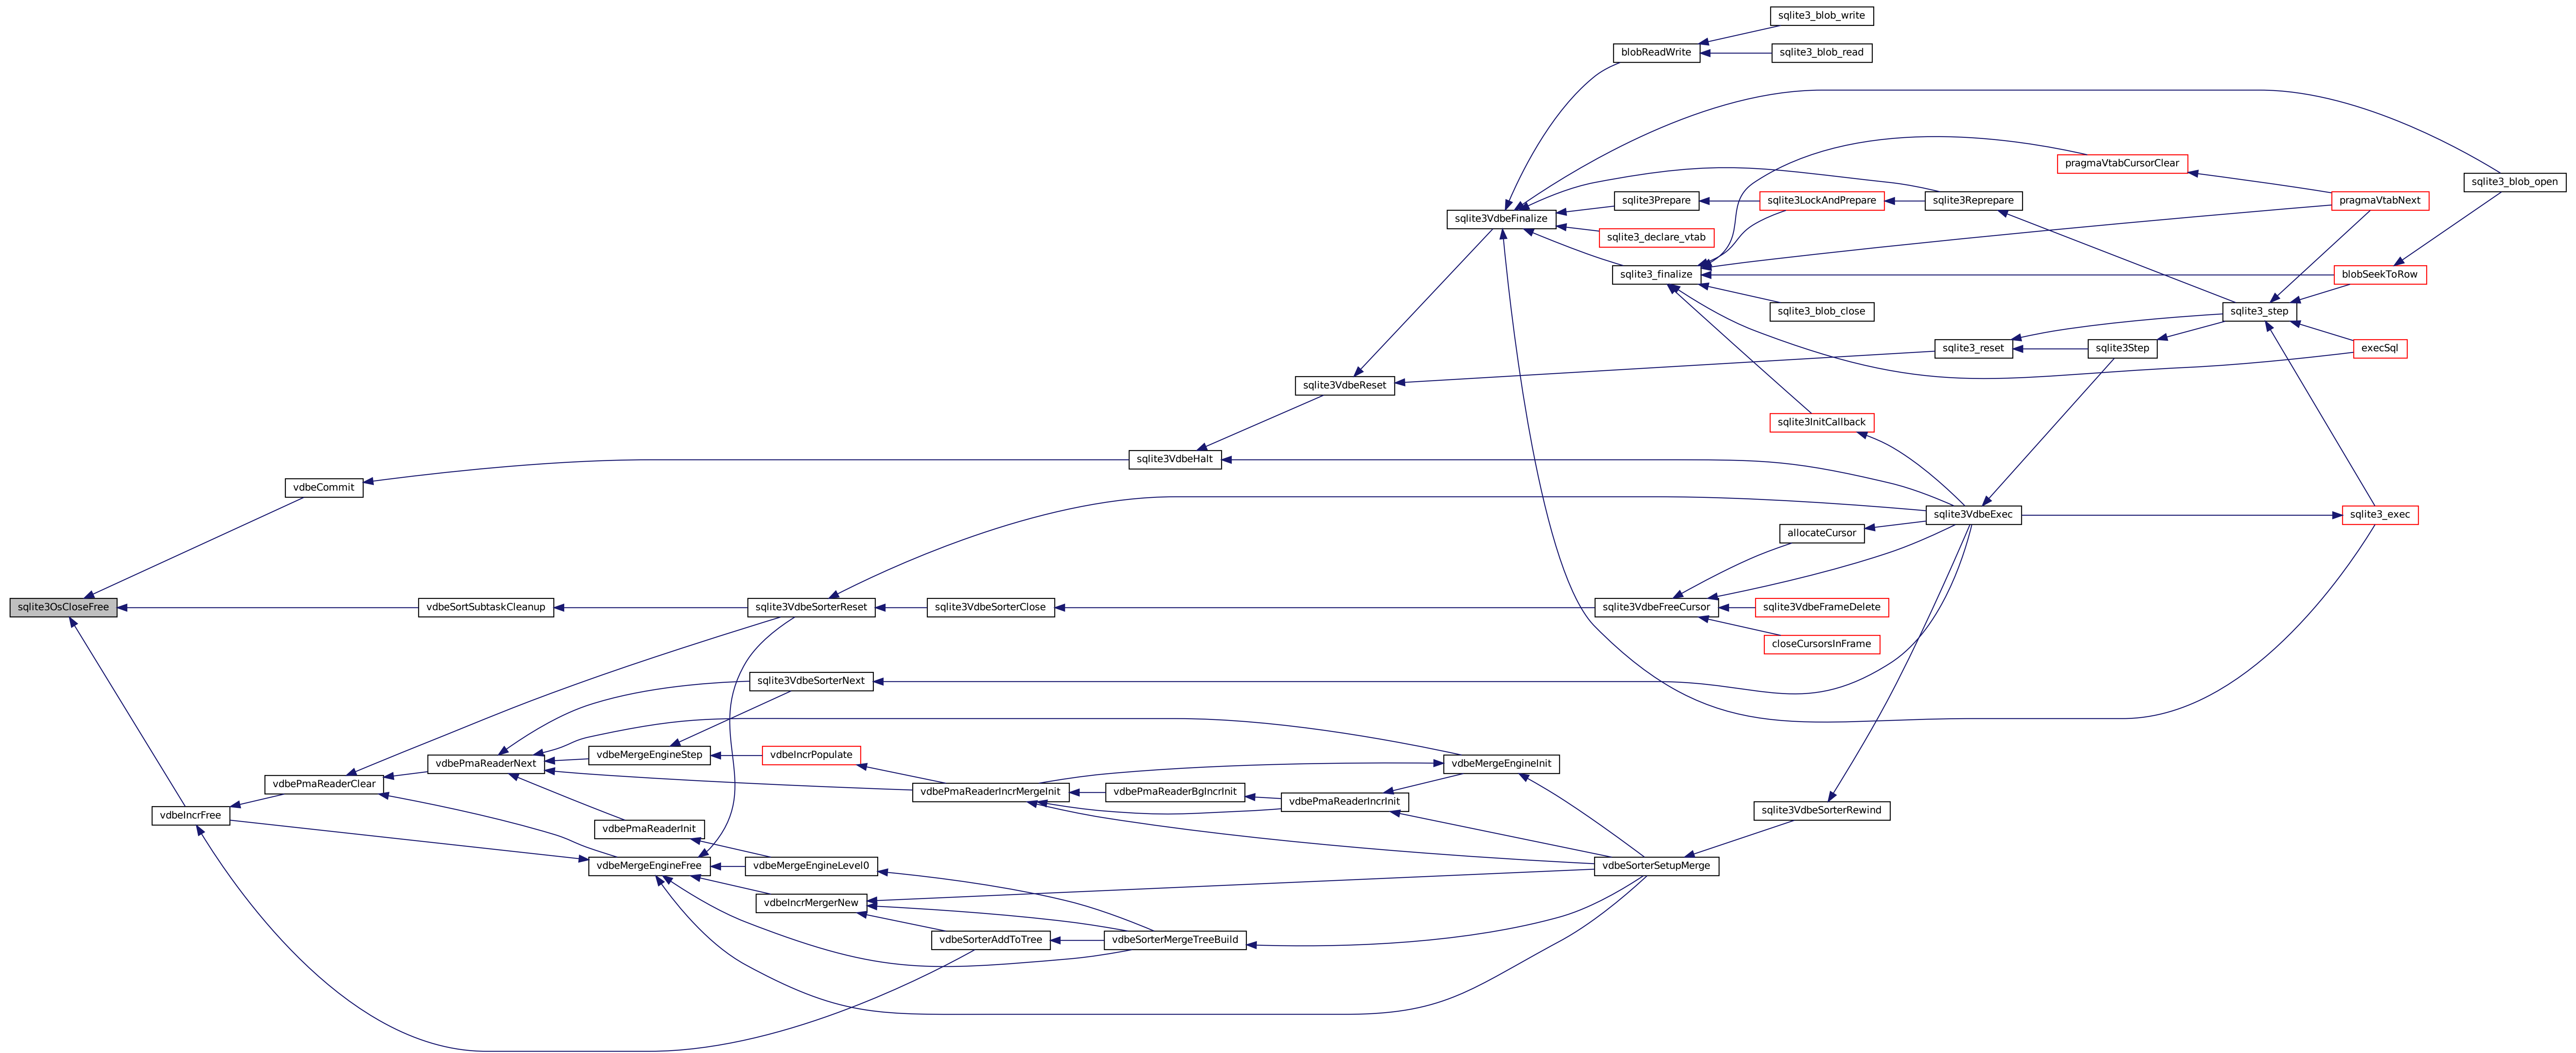 sqlite3_blob_write
blobReadWrite
sqlite3_blob_read
pragmaVtabCursorClear
sqlite3_blob_open
sqlite3Prepare
sqlite3LockAndPrepare
sqlite3Reprepare
pragmaVtabNext
sqlite3VdbeFinalize
sqlite3_declare_vtab
sqlite3_finalize
blobSeekToRow
sqlite3_blob_close
sqlite3_step
sqlite3_reset
sqlite3Step
execSql
sqlite3VdbeReset
sqlite3InitCallback
sqlite3VdbeHalt
vdbeCommit
sqlite3VdbeExec
sqlite3_exec
allocateCursor
sqlite3OsCloseFree
vdbeSortSubtaskCleanup
sqlite3VdbeSorterReset
sqlite3VdbeSorterClose
sqlite3VdbeFreeCursor
sqlite3VdbeFrameDelete
closeCursorsInFrame
sqlite3VdbeSorterNext
vdbeMergeEngineStep
vdbeIncrPopulate
vdbePmaReaderNext
vdbeMergeEngineInit
vdbePmaReaderClear
vdbePmaReaderIncrMergeInit
vdbePmaReaderBgIncrInit
vdbePmaReaderIncrInit
sqlite3VdbeSorterRewind
vdbeIncrFree
vdbePmaReaderInit
vdbeMergeEngineFree
vdbeMergeEngineLevel0
vdbeSorterSetupMerge
vdbeIncrMergerNew
vdbeSorterAddToTree
vdbeSorterMergeTreeBuild